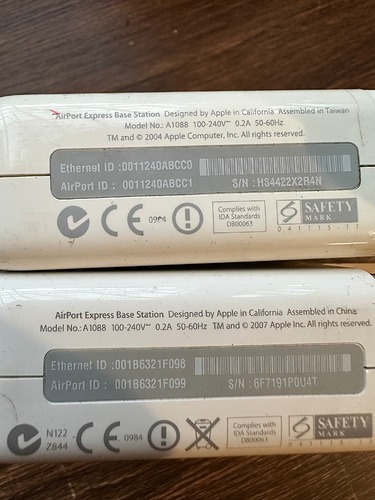 AirPort Express Base Station Designed by Apple in California Assembled in Taiwan
Model No.: A1088 100-240V~ 0.2A 50-60Hz
TM and © 2004 Apple Computer, Inc. All rights reserved.
Ethernet ID : 0011240ABCC0
AirPort ID : 0011240ABCC1 S/N : HS4422X2R4N
CE 0984
Complies with
IDA Standards
DB00063
SAFETY
MARK
041115-11
AirPort Express Base Station Designed by Apple in California Assembled in China
Model No.: A1088 100-240V~ 0.2A 50-60Hz TM and © 2007 Apple Inc. All rights reserved.
Ethernet ID : 001B6321F098
AirPort ID : 001B6321F099 S/N : 6F7191P0U4T
N122
Z844
CE 0984
Complies with
IDA Standards
DB00063
SAFETY
MARK